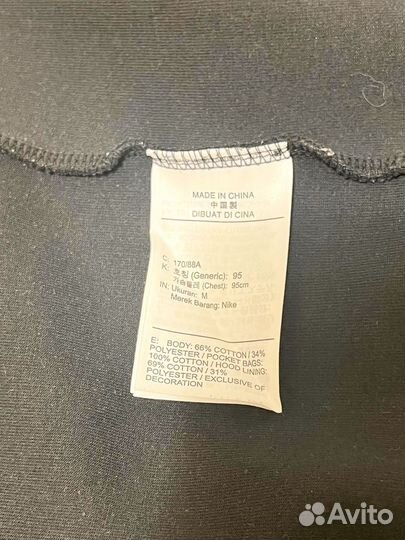 MADE IN CHINA
中国製
DIBUAT DI CINA
C: 170/88A
K: 호칭 (Generic): 95
가슴둘레 (Chest): 95cm
IN: Ukuran: M
Merek Barang: Nike
E: BODY: 66% COTTON / 34%
POLYESTER / POCKET BAGS:
100% COTTON / HOOD LINING:
69% COTTON / 31%
POLYESTER / EXCLUSIVE OF
DECORATION
Avito